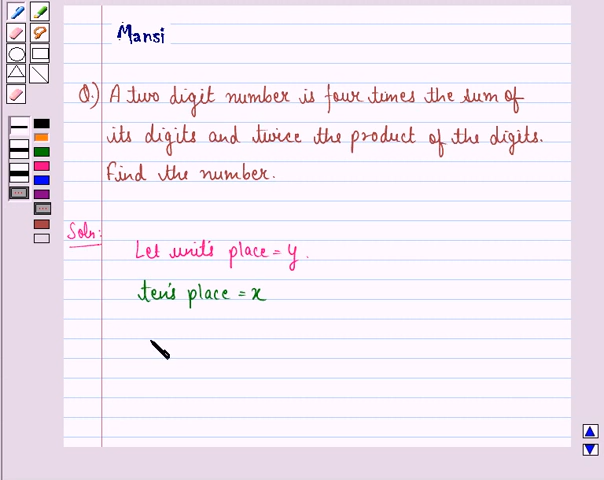 Mansi
Q.) A two digit number is four times the sum of
its digits and twice the product of the digits.
Find the number.
Soln:
Let unit's place = y.
ten's place = x